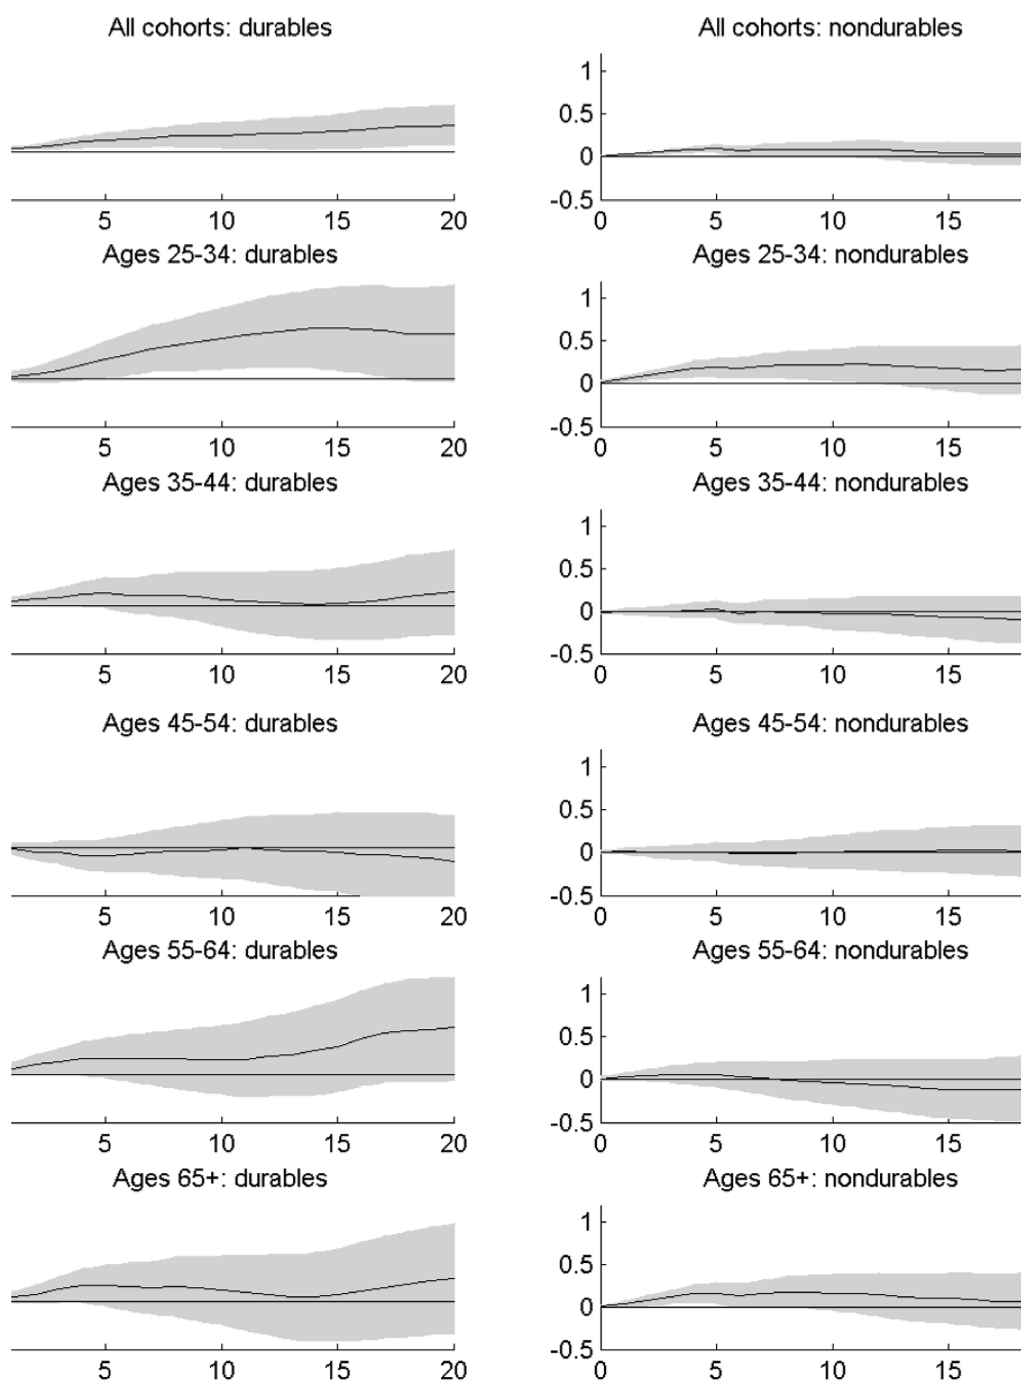 All cohorts: durables
All cohorts: nondurables
1
0.5
0
-0.5
5 10 15 20
0 5 10 15
Ages 25-34: durables
Ages 25-34: nondurables
1
0.5
0
-0.5
5 10 15 20
0 5 10 15
Ages 35-44: durables
Ages 35-44: nondurables
1
0.5
0
-0.5
5 10 15 20
0 5 10 15
Ages 45-54: durables
Ages 45-54: nondurables
1
0.5
0
-0.5
5 10 15 20
0 5 10 15
Ages 55-64: durables
Ages 55-64: nondurables
1
0.5
0
-0.5
5 10 15 20
0 5 10 15
Ages 65+: durables
Ages 65+: nondurables
1
0.5
0
-0.5
5 10 15 20
0 5 10 15